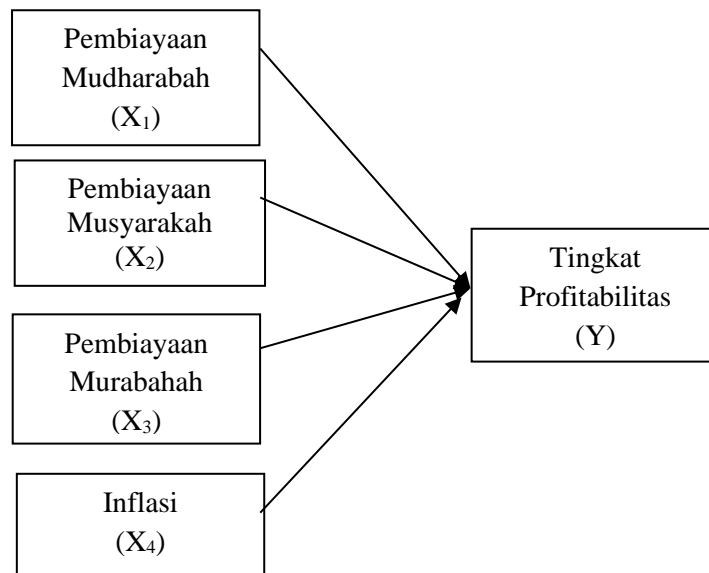 Pembiayaan
Mudharabah
(X₁)
Pembiayaan
Musyarakah
(X₂)
Pembiayaan
Murabahah
(X₃)
Inflasi
(X₄)
Tingkat
Profitabilitas
(Y)